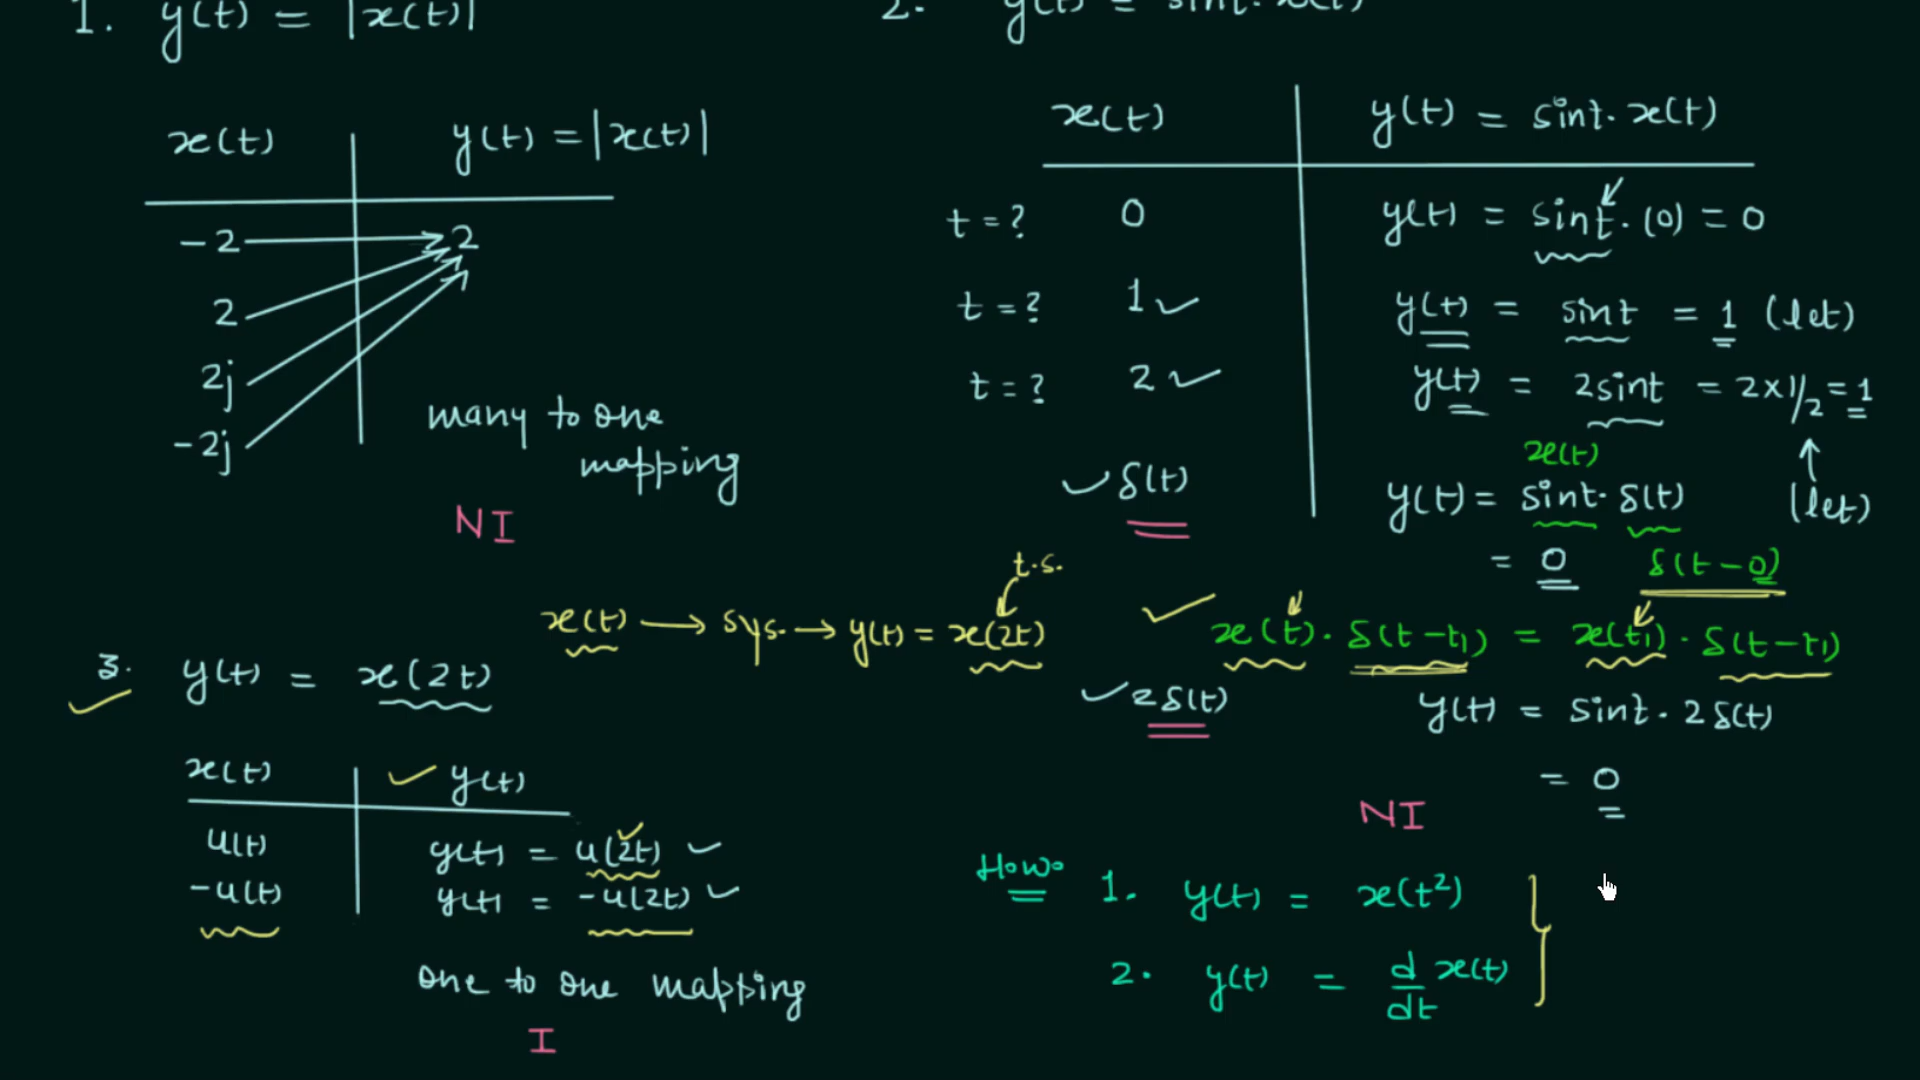 1. y(t) = |x(t)|
x(t) y(t) = |x(t)|
-2 2
2
2j
-2j
many to one
mapping
NI
2. y(t) = sint. x(t)
x(t) y(t) = sint. x(t)
t = ? 0 y(t) = sint. (0) = 0
t = ? 1 ✓ y(t) = sint = 1 (let)
t = ? 2 ✓ y(t) = 2sint = 2×1/2 = 1
↑
(let)
x(t)
✓ δ(t) y(t) = sint. δ(t)
= 0 δ(t-0)
✓ x(t). δ(t-t1) = x(t1). δ(t-t1)
✓ 2δ(t) y(t) = sint. 2δ(t)
= 0
NI
t.s.
x(t) → sys. → y(t) = x(2t)
3. y(t) = x(2t)
✓
x(t) ✓ y(t)
u(t) y(t) = u(2t) ✓
-u(t) y(t) = -u(2t) ✓
one to one mapping
I
H.W.
1. y(t) = x(t²)
2. y(t) = d/dt x(t)